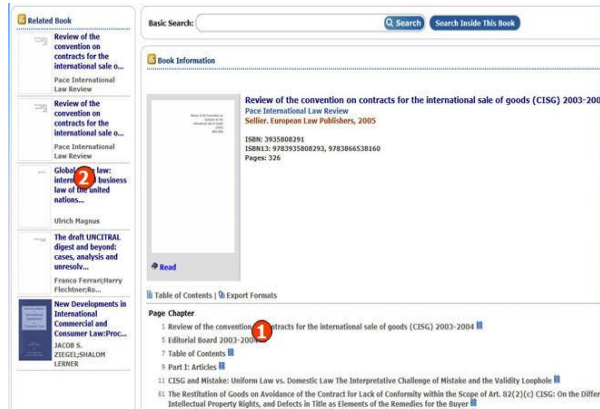 Related Book
Review of the
convention on
contracts for the
international sale o...
Pace International
Law Review
Review of the
convention on
contracts for the
international sale o...
Pace International
Law Review
Global law:
business
law of the united
nations...
Ulrich Magnus
The draft UNCITRAL
digest and beyond:
cases, analysis and
unresolv...
Franco Ferrari;Harry
Flechtner;Ro...
New Developments in
International
Commercial and
Consumer Law:Proc...
JACOB S.
ZIEGEL;SHALOM
LERNER
2
Basic Search:
Search
Search Inside This Book
Book Information
Review of the convention on contracts for the international sale of goods (CISG) 2003-200
Pace International Law Review
Sellier. European Law Publishers, 2005
ISBN: 3935808291
ISBN13: 9783935808293, 9783866538160
Pages: 326
Read
Table of Contents | Export Formats
Page Chapter
1 Review of the convention contracts for the international sale of goods (CISG) 2003-2004
1
5 Editorial Board 2003-2004
7 Table of Contents
9 Part I: Articles
11 CISG and Mistake: Uniform Law vs. Domestic Law The Interpretative Challenge of Mistake and the Validity Loophole
61 The Restitution of Goods on Avoidance of the Contract for Lack of Conformity within the Scope of Art. 82(2)(c) CISG: On the Differ
Intellectual Property Rights, and Defects in Title as Elements of the Remedies for the Buyer